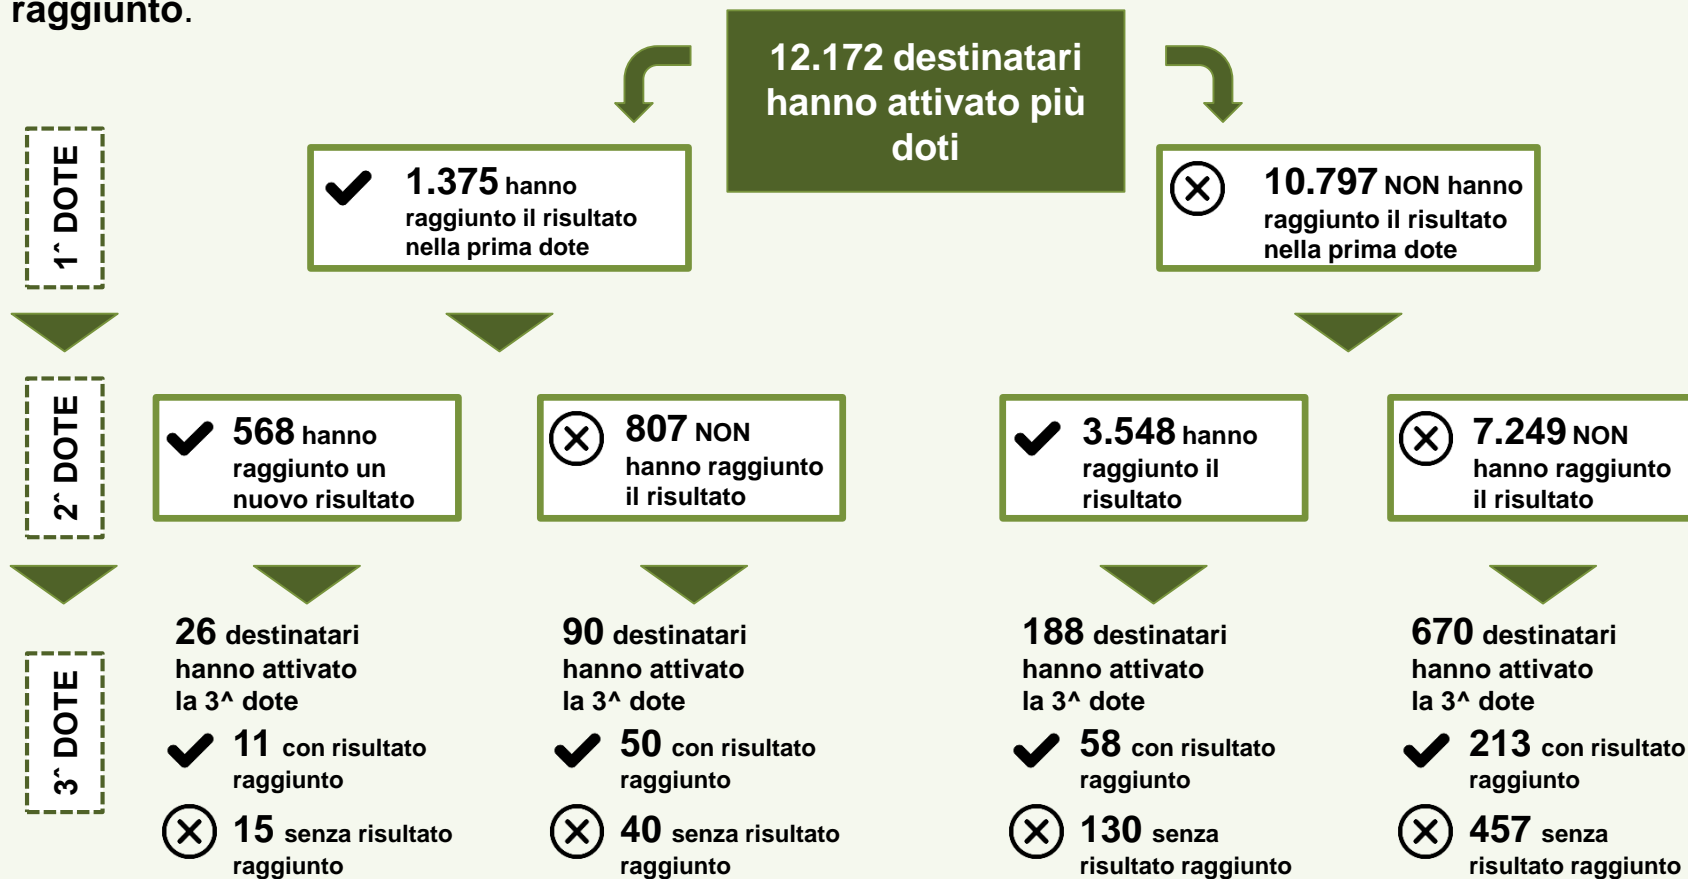 raggiunto.
12.172 destinatari
hanno attivato più
doti
1^ DOTE
1.375 hanno
raggiunto il risultato
nella prima dote
10.797 NON hanno
raggiunto il risultato
nella prima dote
2^ DOTE
568 hanno
raggiunto un
nuovo risultato
807 NON
hanno raggiunto
il risultato
3.548 hanno
raggiunto il
risultato
7.249 NON
hanno raggiunto
il risultato
3^ DOTE
26 destinatari
hanno attivato
la 3^ dote
11 con risultato
raggiunto
15 senza risultato
raggiunto
90 destinatari
hanno attivato
la 3^ dote
50 con risultato
raggiunto
40 senza risultato
raggiunto
188 destinatari
hanno attivato
la 3^ dote
58 con risultato
raggiunto
130 senza
risultato raggiunto
670 destinatari
hanno attivato
la 3^ dote
213 con risultato
raggiunto
457 senza
risultato raggiunto